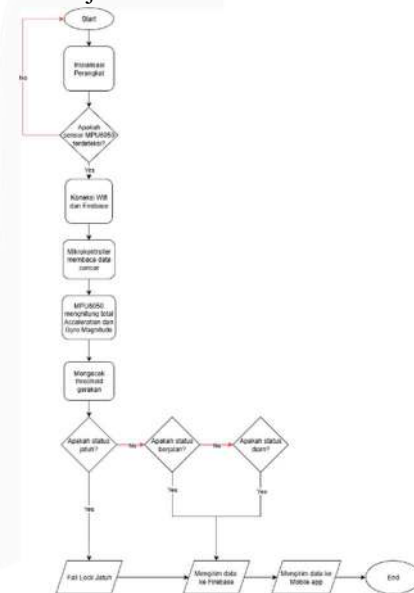 Start
No
Inisialisasi
Perangkat
Apakah
sensor MPU6050
terdeteksi?
Yes
Koneksi Wifi
dan Firebase
Mikrokontroller
membaca data
sensor
MPU6050
menghitung total
Acceleration dan
Gyro Magnitude
Mengecek
threshold
gerakan
Apakah status
jatuh?
No
Apakah status
berjalan?
No
Apakah status
diam?
Yes
Yes
Yes
Fall Lock Jatuh
Mengirim data
ke Firebase
Mengirim data ke
Mobile app
End